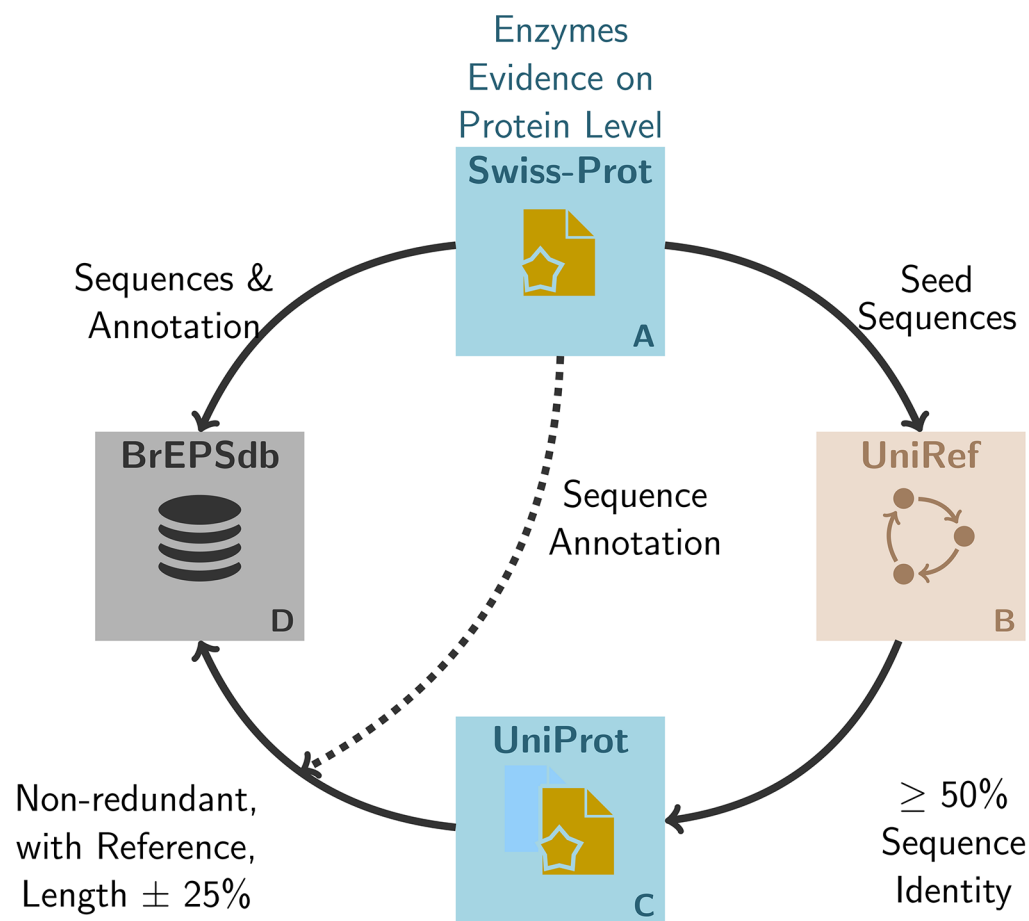 Enzymes
Evidence on
Protein Level
Swiss-Prot
A
Sequences &
Annotation
Seed
Sequences
BrEPSdb
D
Sequence
Annotation
UniRef
B
UniProt
C
Non-redundant,
with Reference,
Length ± 25%
≥ 50%
Sequence
Identity